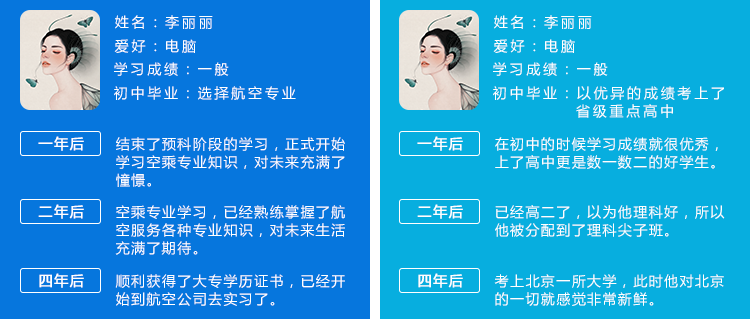 姓名：李丽丽
爱好：电脑
学习成绩：一般
初中毕业：选择航空专业
一年后
结束了预科阶段的学习，正式开始
学习空乘专业知识，对未来充满了
憧憬。
二年后
空乘专业学习，已经熟练掌握了航
空服务各种专业知识，对未来生活
充满了期待。
四年后
顺利获得了大专学历证书，已经开
始到航空公司去实习了。
姓名：李丽丽
爱好：电脑
学习成绩：一般
初中毕业：以优异的成绩考上了
省级重点高中
一年后
在初中的时候学习成绩就很优秀，
上了高中更是数一数二的好学生。
二年后
已经高二了，以为他理科好，所以
他被分配到了理科尖子班。
四年后
考上北京一所大学，此时他对北京
的一切就感觉非常新鲜。